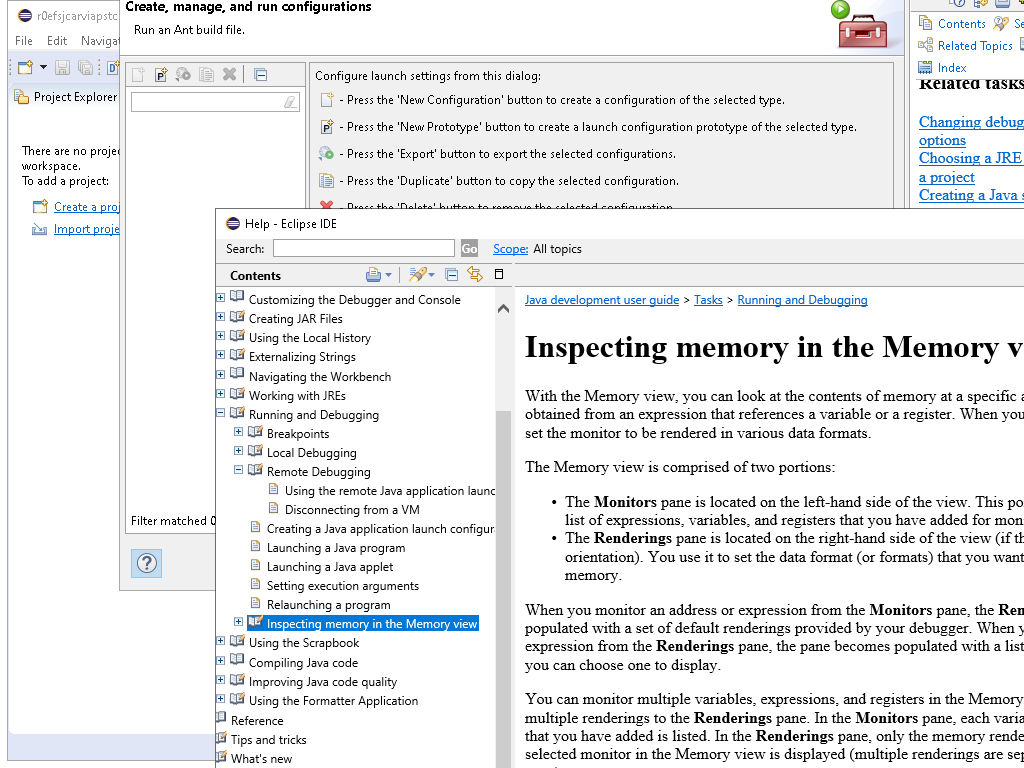 r0efsjcarviapstc
File Edit Navigat
Project Explorer
There are no projec
workspace.
To add a project:
Create a proj
Import proje
Create, manage, and run configurations
Run an Ant build file.
Configure launch settings from this dialog:
- Press the 'New Configuration' button to create a configuration of the selected type.
- Press the 'New Prototype' button to create a launch configuration prototype of the selected type.
- Press the 'Export' button to export the selected configurations.
- Press the 'Duplicate' button to copy the selected configuration.
- Press the 'Delete' button to remove the selected configuration.
Filter matched 0
Contents Se
Related Topics
Index
Related tasks
Changing debug
options
Choosing a JRE
a project
Creating a Java s
Help - Eclipse IDE
Search: Go Scope: All topics
Contents
Customizing the Debugger and Console
Creating JAR Files
Using the Local History
Externalizing Strings
Navigating the Workbench
Working with JREs
Running and Debugging
Breakpoints
Local Debugging
Remote Debugging
Using the remote Java application launc
Disconnecting from a VM
Creating a Java application launch configur
Launching a Java program
Launching a Java applet
Setting execution arguments
Relaunching a program
Inspecting memory in the Memory view
Using the Scrapbook
Compiling Java code
Improving Java code quality
Using the Formatter Application
Reference
Tips and tricks
What's new
Java development user guide > Tasks > Running and Debugging
Inspecting memory in the Memory v
With the Memory view, you can look at the contents of memory at a specific a
obtained from an expression that references a variable or a register. When you
set the monitor to be rendered in various data formats.
The Memory view is comprised of two portions:
• The Monitors pane is located on the left-hand side of the view. This po
list of expressions, variables, and registers that you have added for mon
• The Renderings pane is located on the right-hand side of the view (if th
orientation). You use it to set the data format (or formats) that you want
memory.
When you monitor an address or expression from the Monitors pane, the Ren
populated with a set of default renderings provided by your debugger. When y
expression from the Renderings pane, the pane becomes populated with a list
you can choose one to display.
You can monitor multiple variables, expressions, and registers in the Memory
multiple renderings to the Renderings pane. In the Monitors pane, each varia
that you have added is listed. In the Renderings pane, only the memory rende
selected monitor in the Memory view is displayed (multiple renderings are sep